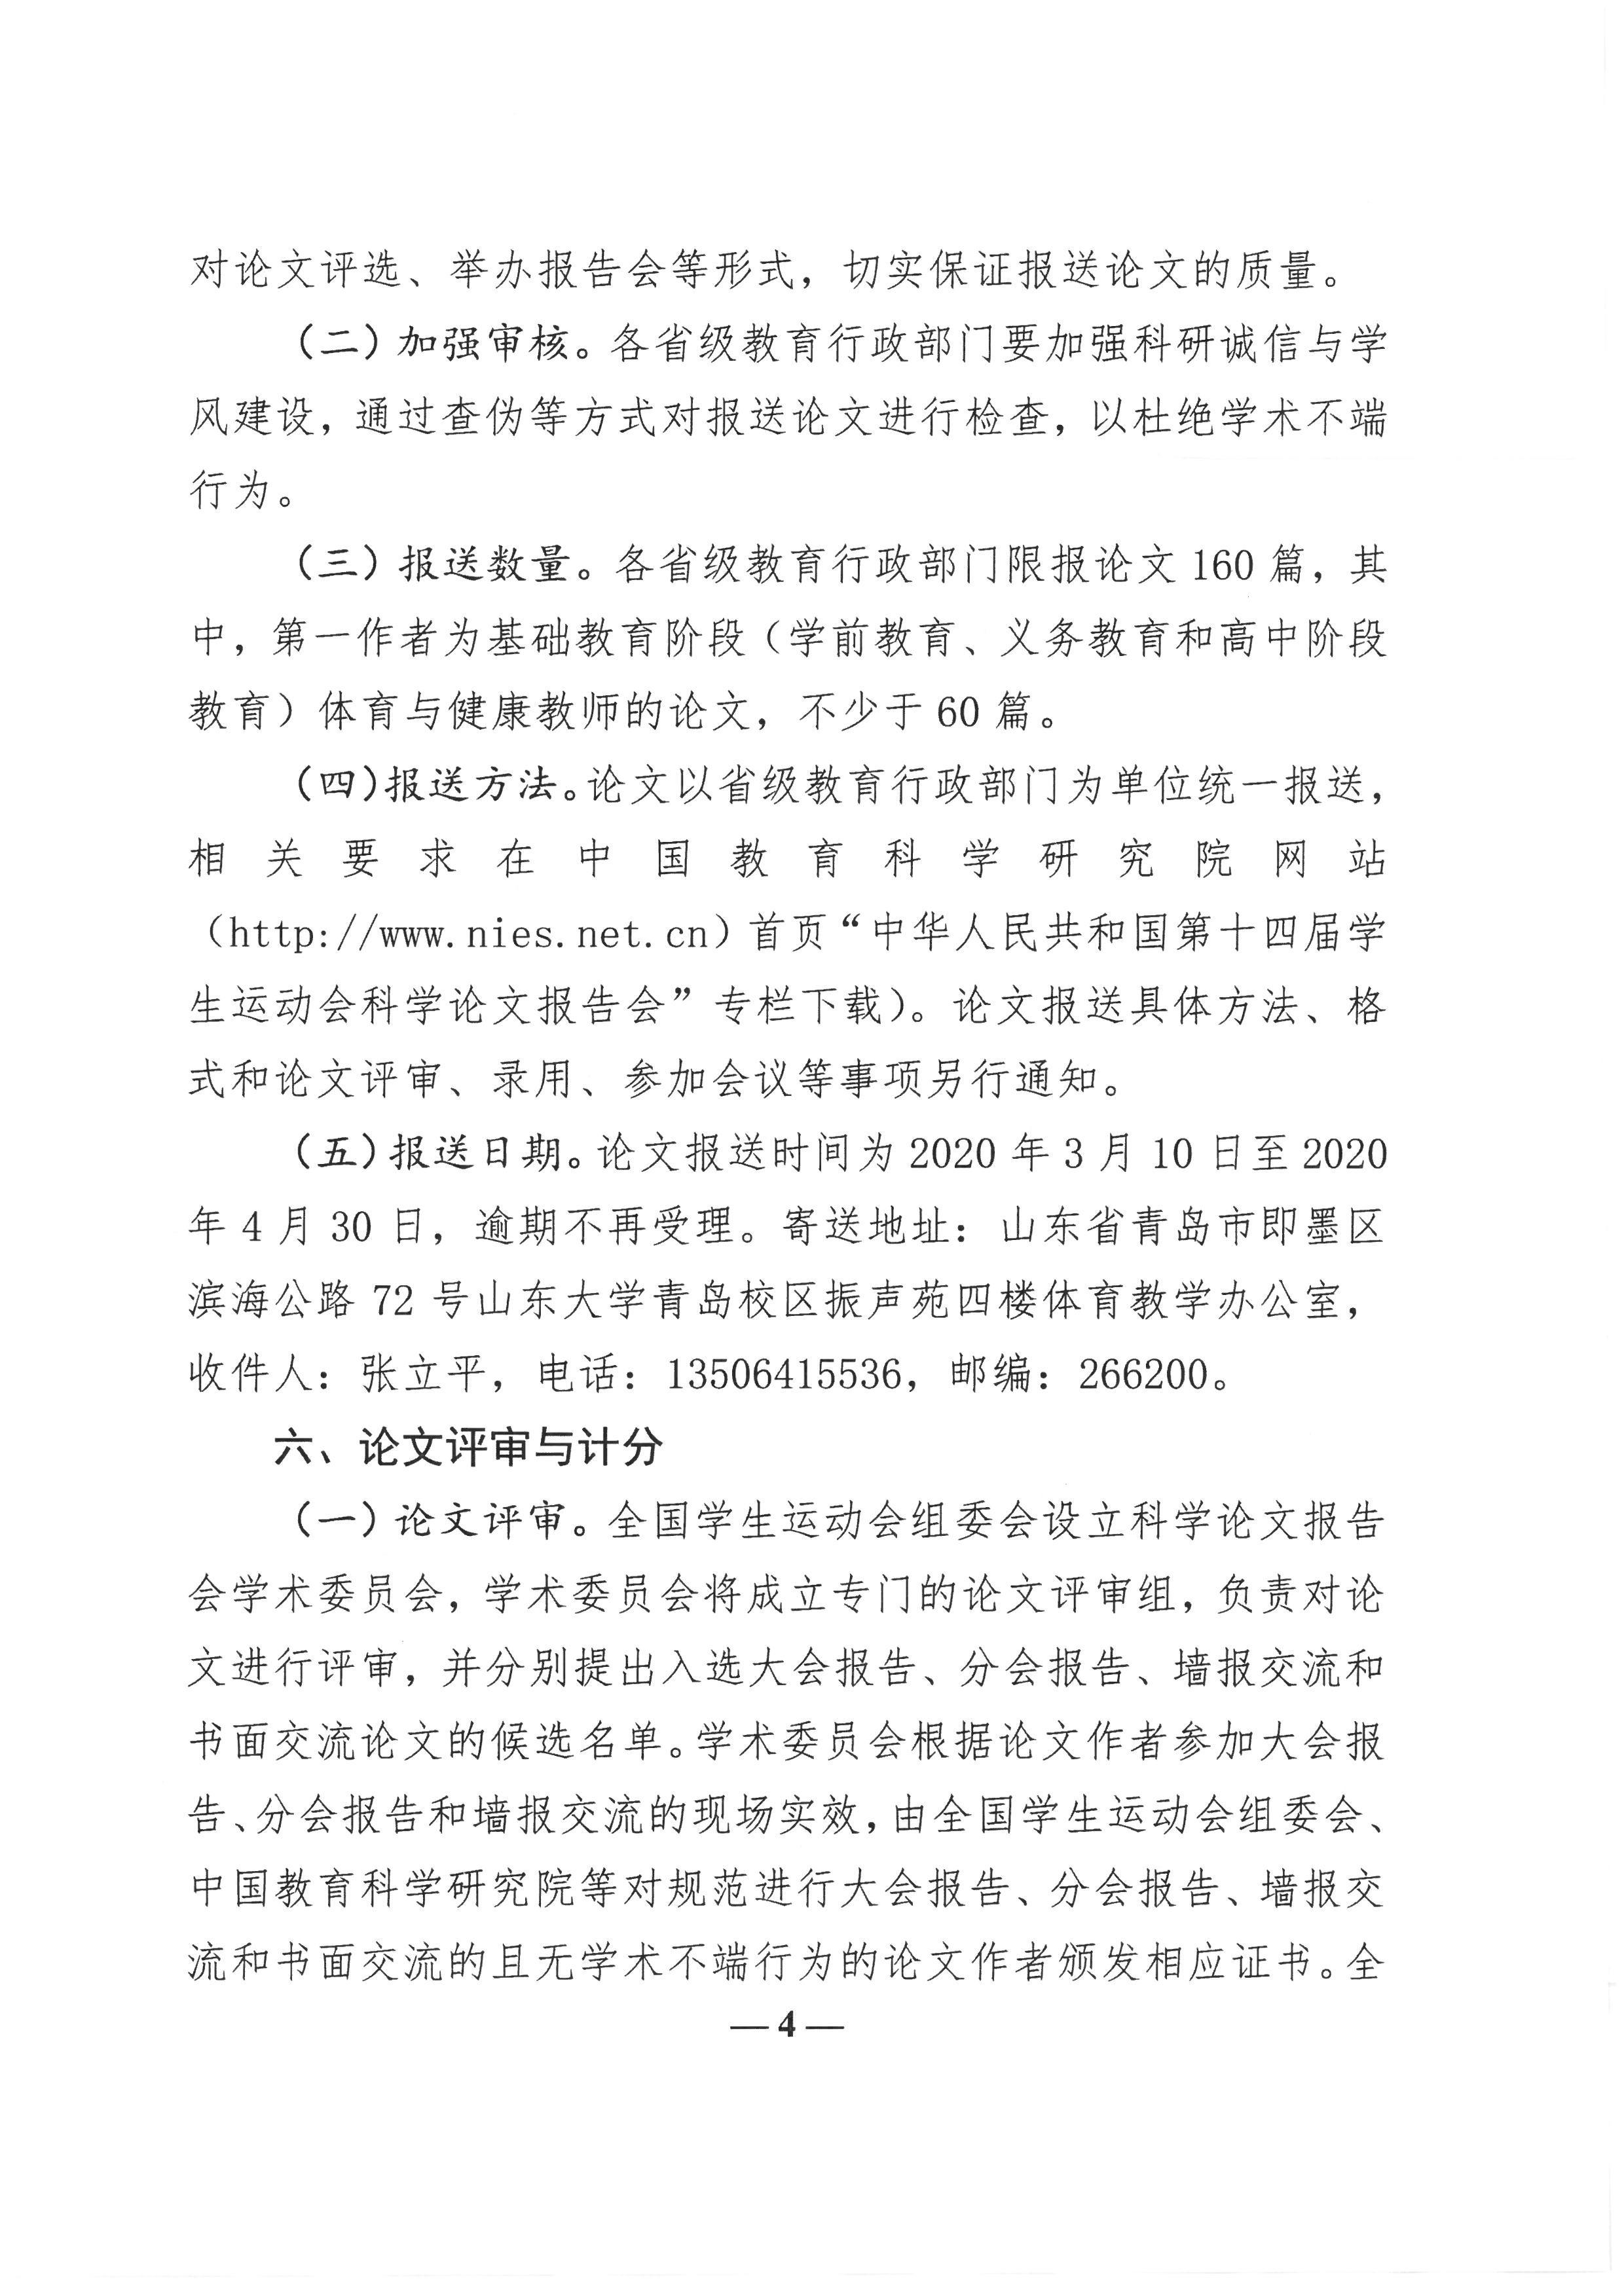 对论文评选、举办报告会等形式，切实保证报送论文的质量。
（二）加强审核。各省级教育行政部门要加强科研诚信与学
风建设，通过查伪等方式对报送论文进行检查，以杜绝学术不端
行为。
（三）报送数量。各省级教育行政部门限报论文 160 篇，其
中，第一作者为基础教育阶段（学前教育、义务教育和高中阶段
教育）体育与健康教师的论文，不少于 60 篇。
（四）报送方法。论文以省级教育行政部门为单位统一报送，
相关要求在中国教育科学研究院网站
（http://www.nies.net.cn）首页“中华人民共和国第十四届学
生运动会科学论文报告会”专栏下载）。论文报送具体方法、格
式和论文评审、录用、参加会议等事项另行通知。
（五）报送日期。论文报送时间为 2020 年 3 月 10 日至 2020
年 4 月 30 日，逾期不再受理。寄送地址：山东省青岛市即墨区
滨海公路 72 号山东大学青岛校区振声苑四楼体育教学办公室，
收件人：张立平，电话：13506415536，邮编：266200。
六、论文评审与计分
（一）论文评审。全国学生运动会组委会设立科学论文报告
会学术委员会，学术委员会将成立专门的论文评审组，负责对论
文进行评审，并分别提出入选大会报告、分会报告、墙报交流和
书面交流论文的候选名单。学术委员会根据论文作者参加大会报
告、分会报告和墙报交流的现场实效，由全国学生运动会组委会、
中国教育科学研究院等对规范进行大会报告、分会报告、墙报交
流和书面交流的且无学术不端行为的论文作者颁发相应证书。全
— 4 —